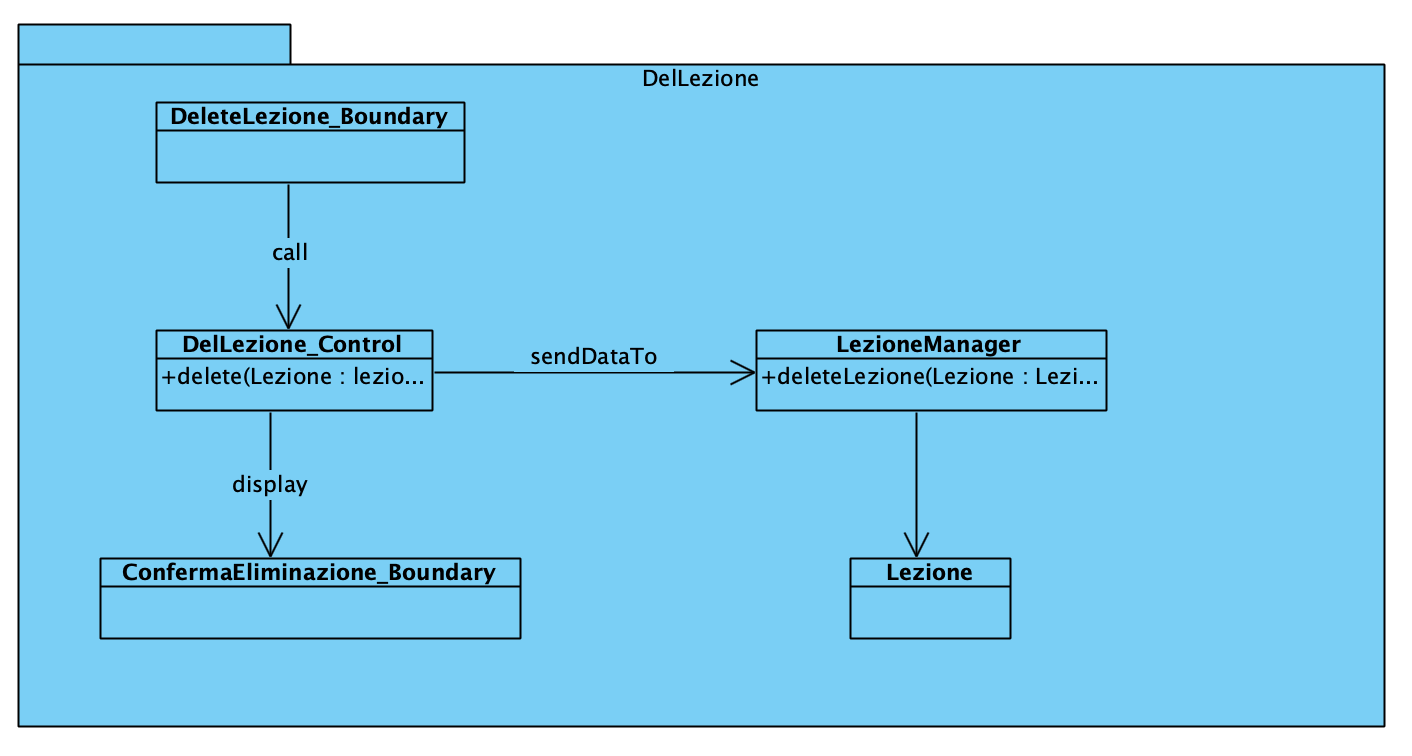 DelLezione
DeleteLezione_Boundary
call
DelLezione_Control
+delete(Lezione : lezio...
sendDataTo
LezioneManager
+deleteLezione(Lezione : Lezi...
display
ConfermaEliminazione_Boundary
Lezione